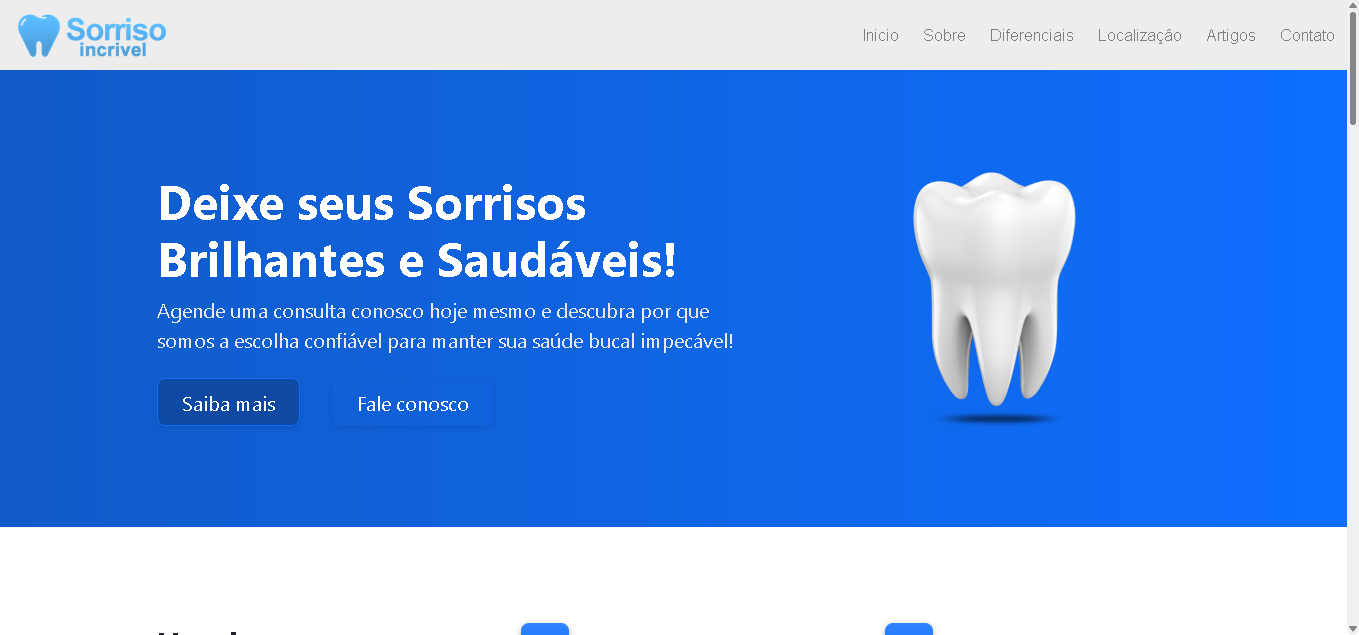 Sorriso
incrivel
Inicio Sobre Diferenciais Localização Artigos Contato
Deixe seus Sorrisos
Brilhantes e Saudáveis!
Agende uma consulta conosco hoje mesmo e descubra por que
somos a escolha confiável para manter sua saúde bucal impecável!
Saiba mais Fale conosco